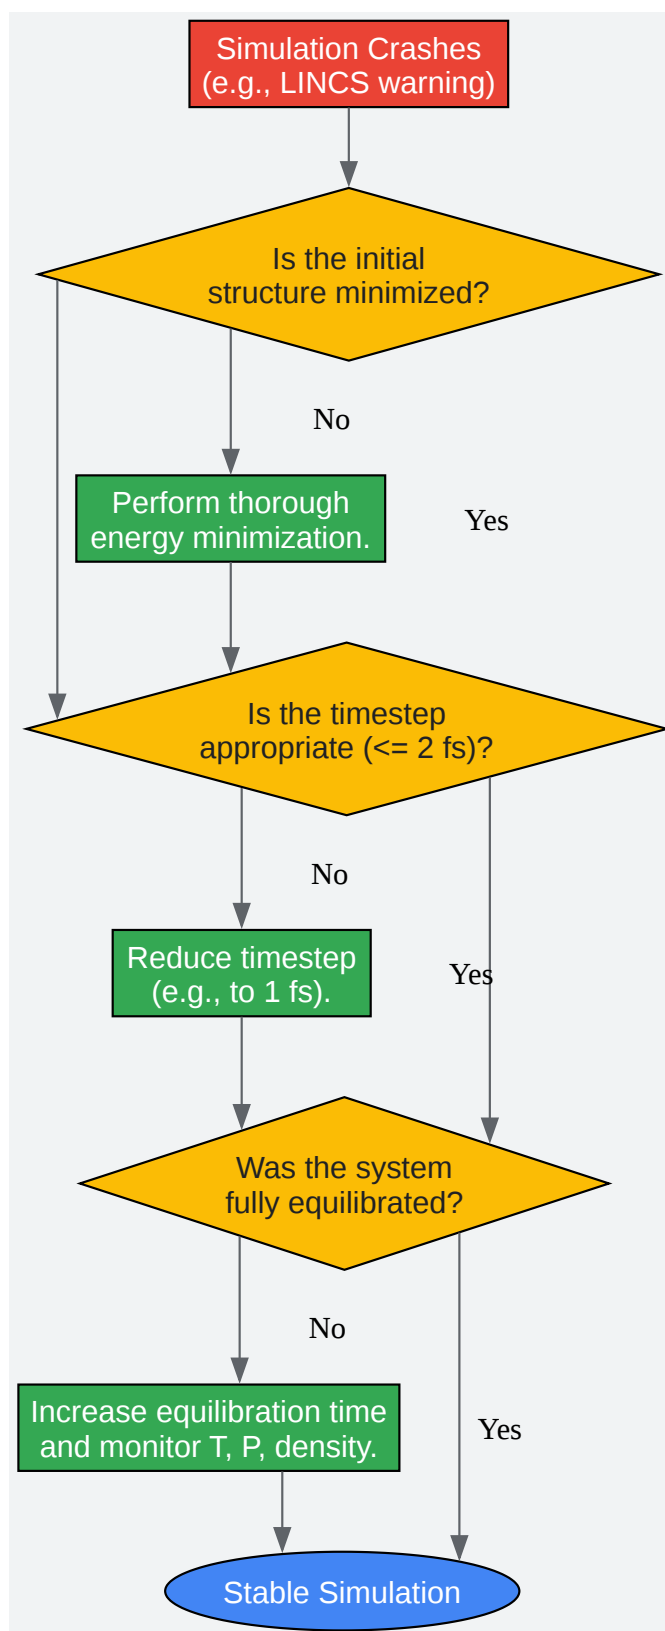 Simulation Crashes
(e.g., LINCS warning)
Is the initial
structure minimized?
No
Perform thorough
energy minimization.
Yes
Is the timestep
appropriate (<= 2 fs)?
No
Reduce timestep
(e.g., to 1 fs).
Yes
Was the system
fully equilibrated?
No
Increase equilibration time
and monitor T, P, density.
Yes
Stable Simulation